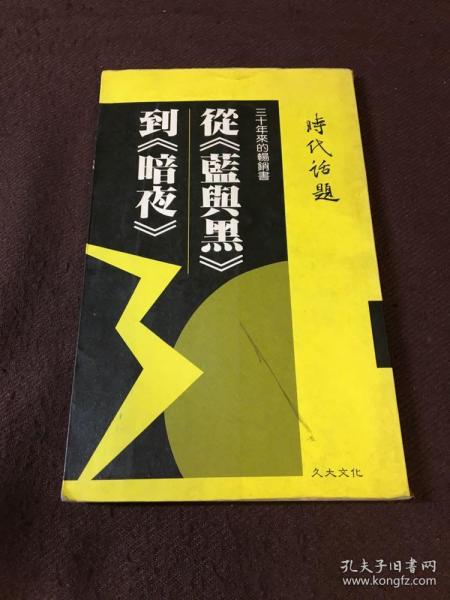 時代话題
三十年來的暢銷書
從《藍與黑》
到《暗夜》
久大文化
孔夫子旧书网
www.kongfz.com